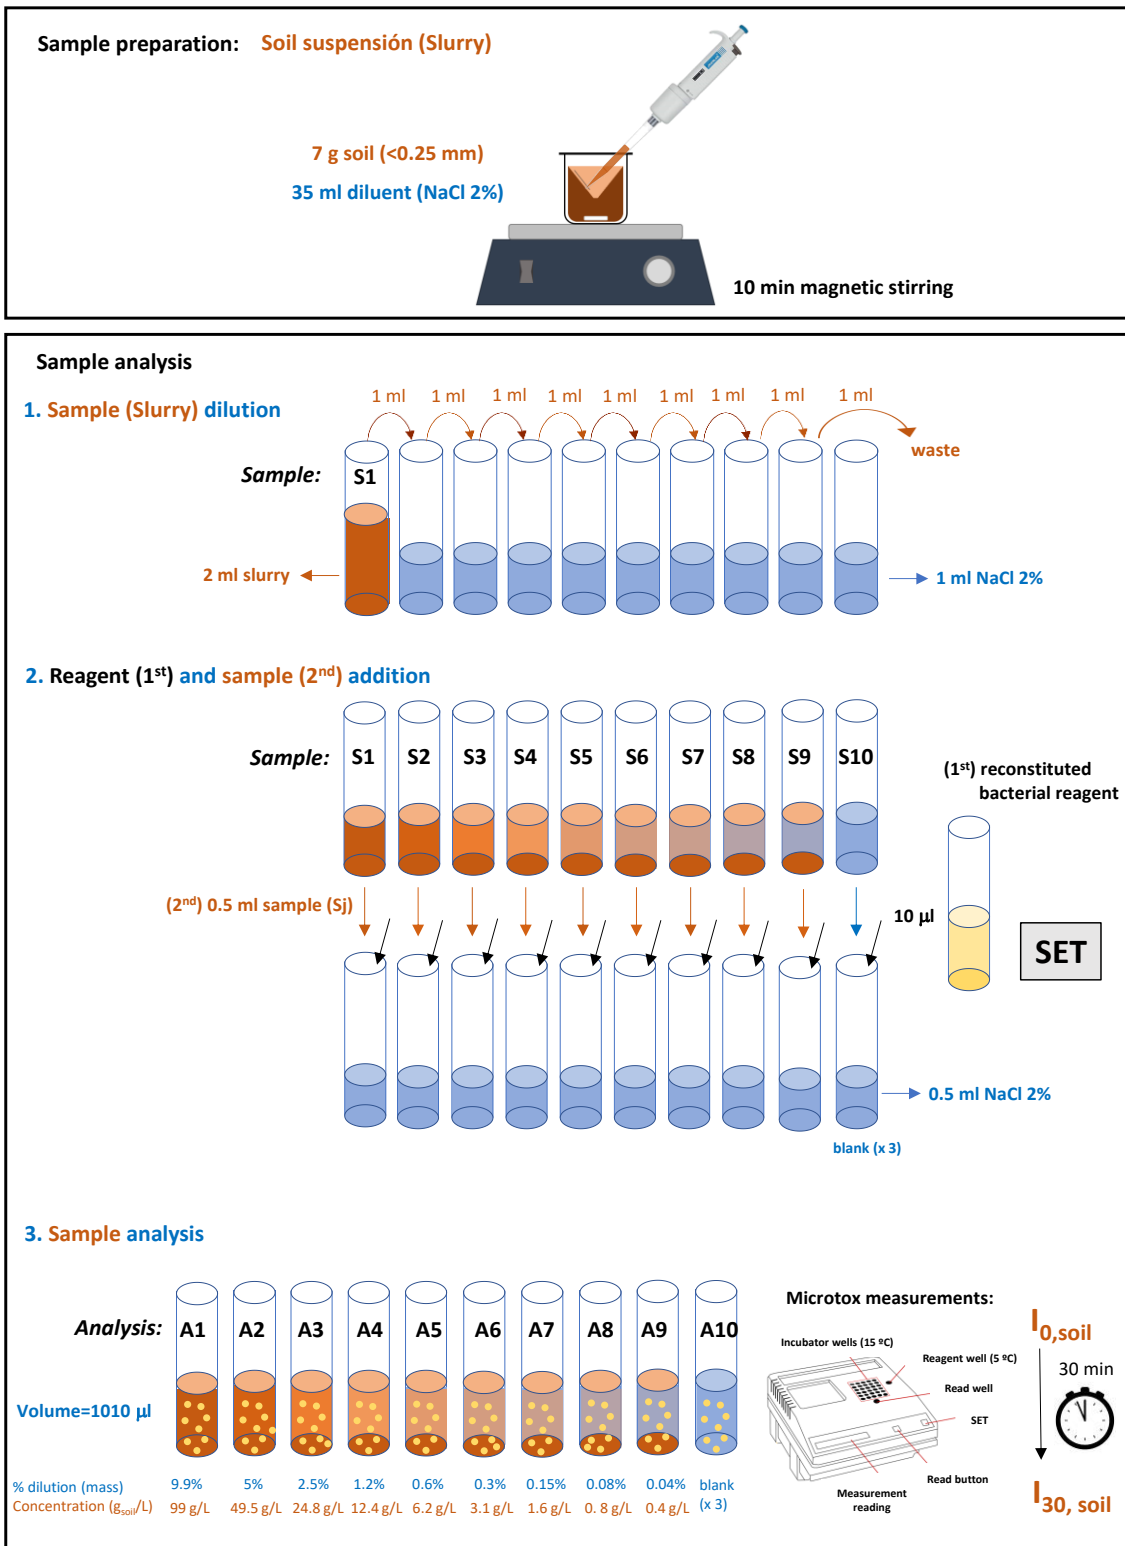 Sample preparation: Soil suspensión (Slurry)
7 g soil (<0.25 mm)
35 ml diluent (NaCl 2%)
10 min magnetic stirring
Sample analysis
1. Sample (Slurry) dilution
1 ml 1 ml 1 ml 1 ml 1 ml 1 ml 1 ml 1 ml 1 ml
waste
Sample: S1
2 ml slurry
1 ml NaCl 2%
2. Reagent (1st) and sample (2nd) addition
Sample: S1 S2 S3 S4 S5 S6 S7 S8 S9 S10
(1st) reconstituted
bacterial reagent
(2nd) 0.5 ml sample (Sj)
10 µl
SET
0.5 ml NaCl 2%
blank (x 3)
3. Sample analysis
Analysis: A1 A2 A3 A4 A5 A6 A7 A8 A9 A10
Volume=1010 µl
% dilution (mass) 9.9% 5% 2.5% 1.2% 0.6% 0.3% 0.15% 0.08% 0.04% blank
(x 3)
Concentration (gsoil/L) 99 g/L 49.5 g/L 24.8 g/L 12.4 g/L 6.2 g/L 3.1 g/L 1.6 g/L 0. 8 g/L 0.4 g/L
Microtox measurements:
Incubator wells (15 ºC)
Reagent well (5 ºC)
Read well
SET
Read button
Measurement
reading
I0,soil
30 min
I30, soil